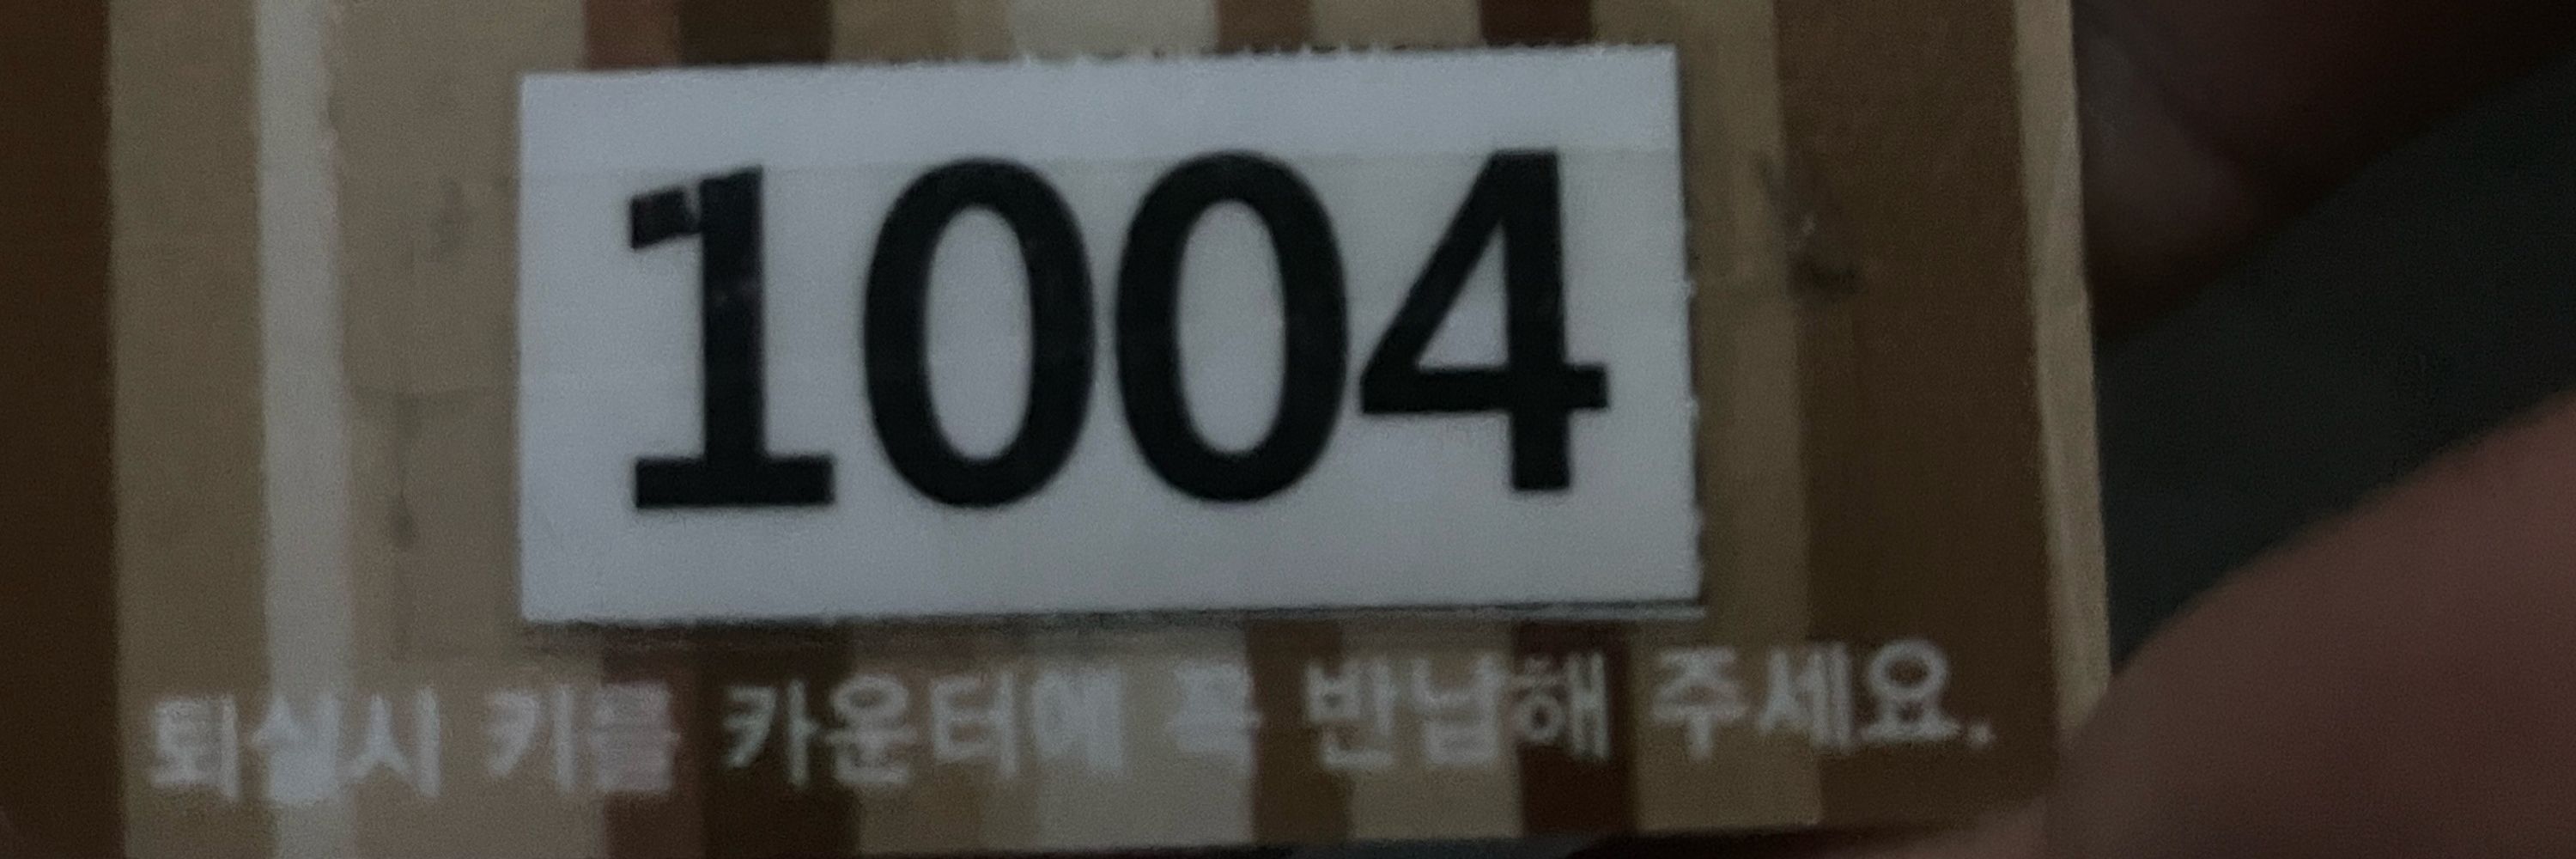 1004
퇴실시 키를 카운터에 꼭 반납해 주세요.